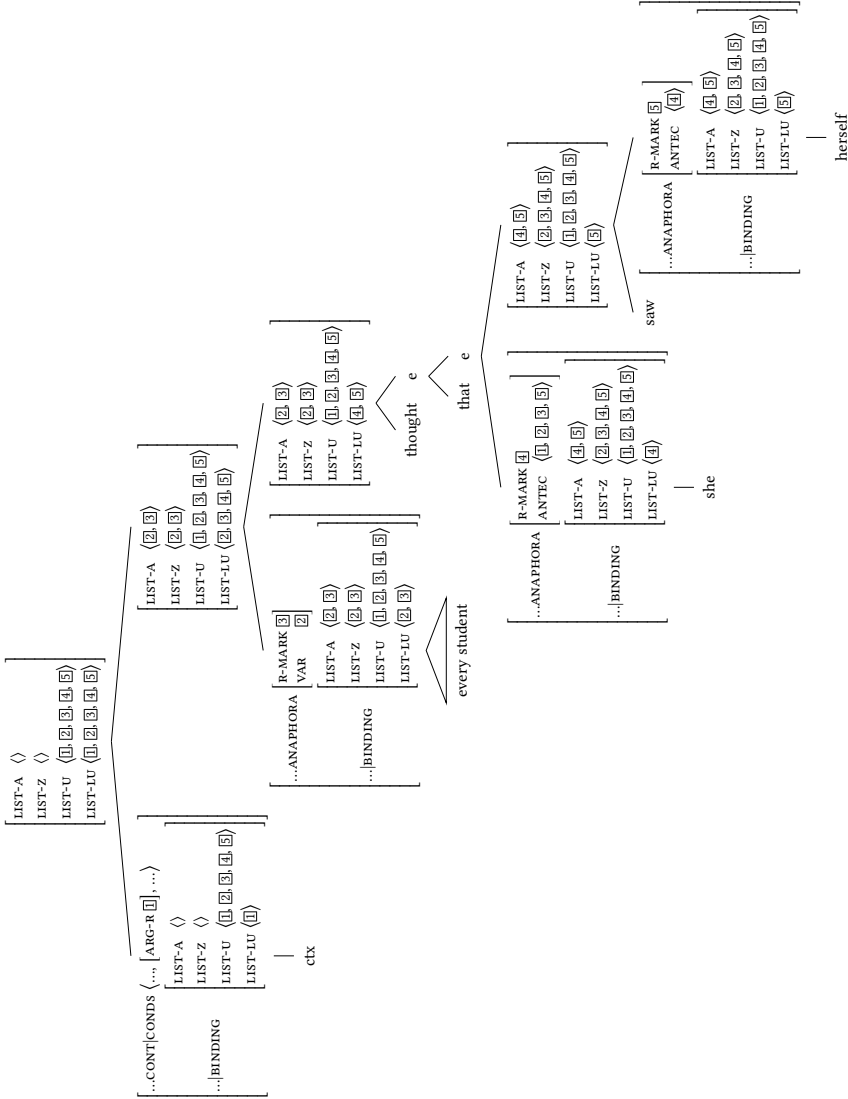 LIST-A ⟨⟩
LIST-Z ⟨⟩
LIST-U ⟨1, 2, 3, 4, 5⟩
LIST-LU ⟨1, 2, 3, 4, 5⟩
...CONT|CONDS ⟨..., [ARG-R 1], ...⟩
...|BINDING
LIST-A ⟨⟩
LIST-Z ⟨⟩
LIST-U ⟨1, 2, 3, 4, 5⟩
LIST-LU ⟨1⟩
ctx
LIST-A ⟨2, 3⟩
LIST-Z ⟨2, 3⟩
LIST-U ⟨1, 2, 3, 4, 5⟩
LIST-LU ⟨2, 3, 4, 5⟩
...ANAPHORA
R-MARK 3
VAR 2
...|BINDING
LIST-A ⟨2, 3⟩
LIST-Z ⟨2, 3⟩
LIST-U ⟨1, 2, 3, 4, 5⟩
LIST-LU ⟨2, 3⟩
every student
LIST-A ⟨2, 3⟩
LIST-Z ⟨2, 3⟩
LIST-U ⟨1, 2, 3, 4, 5⟩
LIST-LU ⟨4, 5⟩
thought
e
that
e
...ANAPHORA
R-MARK 4
ANTEC ⟨1, 2, 3, 5⟩
...|BINDING
LIST-A ⟨4, 5⟩
LIST-Z ⟨2, 3, 4, 5⟩
LIST-U ⟨1, 2, 3, 4, 5⟩
LIST-LU ⟨4⟩
she
LIST-A ⟨4, 5⟩
LIST-Z ⟨2, 3, 4, 5⟩
LIST-U ⟨1, 2, 3, 4, 5⟩
LIST-LU ⟨5⟩
saw
...ANAPHORA
R-MARK 5
ANTEC ⟨4⟩
...|BINDING
LIST-A ⟨4, 5⟩
LIST-Z ⟨2, 3, 4, 5⟩
LIST-U ⟨1, 2, 3, 4, 5⟩
LIST-LU ⟨5⟩
herself